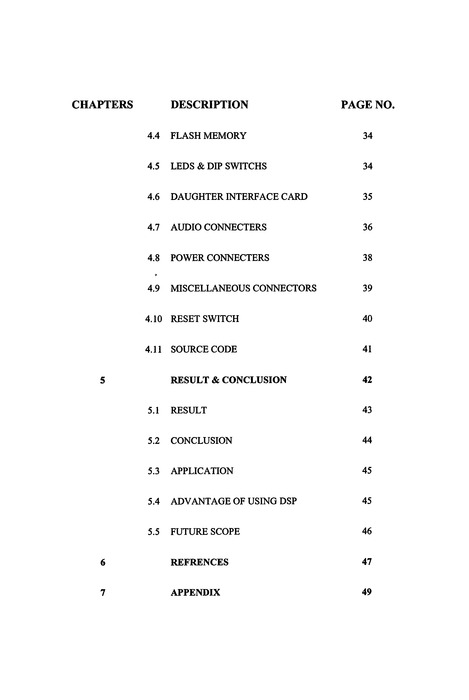 CHAPTERS DESCRIPTION PAGE NO.
4.4 FLASH MEMORY 34
4.5 LEDS & DIP SWITCHS 34
4.6 DAUGHTER INTERFACE CARD 35
4.7 AUDIO CONNECTERS 36
4.8 POWER CONNECTERS 38
4.9 MISCELLANEOUS CONNECTORS 39
4.10 RESET SWITCH 40
4.11 SOURCE CODE 41
5 RESULT & CONCLUSION 42
5.1 RESULT 43
5.2 CONCLUSION 44
5.3 APPLICATION 45
5.4 ADVANTAGE OF USING DSP 45
5.5 FUTURE SCOPE 46
6 REFRENCES 47
7 APPENDIX 49